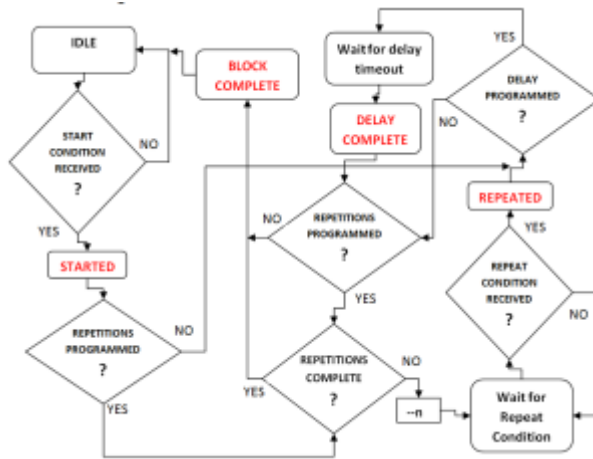 IDLE
START
CONDITION
RECEIVED
?
NO
YES
STARTED
REPETITIONS
PROGRAMMED
?
NO
YES
BLOCK
COMPLETE
Wait for delay
timeout
DELAY
COMPLETE
REPETITIONS
PROGRAMMED
?
NO
YES
REPETITIONS
COMPLETE
?
YES
NO
--n
YES
DELAY
PROGRAMMED
?
NO
REPEATED
YES
REPEAT
CONDITION
RECEIVED
?
NO
Wait for
Repeat
Condition